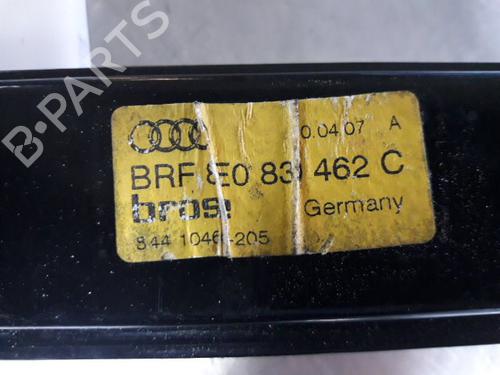 B-PARTS
0.04.07 A
BRF 8E0 83 462 C
brose Germany
844 1046 -205